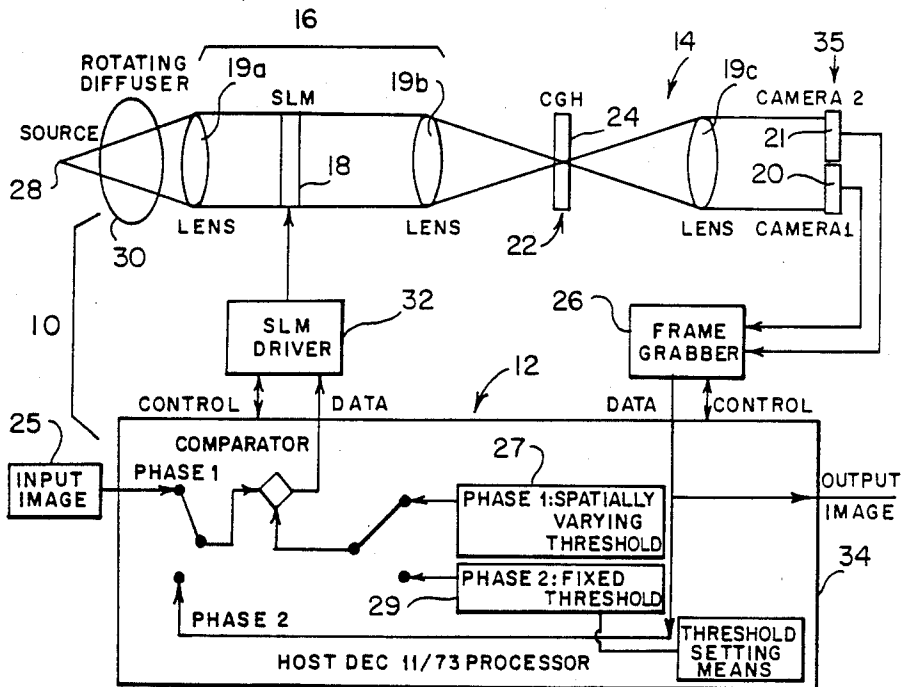 16
14
35
ROTATING
DIFFUSER
19a
SLM
19b
CGH
24
19c
CAMERA 2
SOURCE
21
28
18
20
LENS
LENS
22
LENS
CAMERA 1
30
10
32
SLM
DRIVER
26
FRAME
GRABBER
12
CONTROL
DATA
DATA
CONTROL
25
INPUT
IMAGE
COMPARATOR
PHASE 1
27
PHASE 1:SPATIALLY
VARYING
THRESHOLD
OUTPUT
IMAGE
PHASE 2: FIXED
THRESHOLD
29
34
PHASE 2
THRESHOLD
SETTING
MEANS
HOST DEC 11/73 PROCESSOR